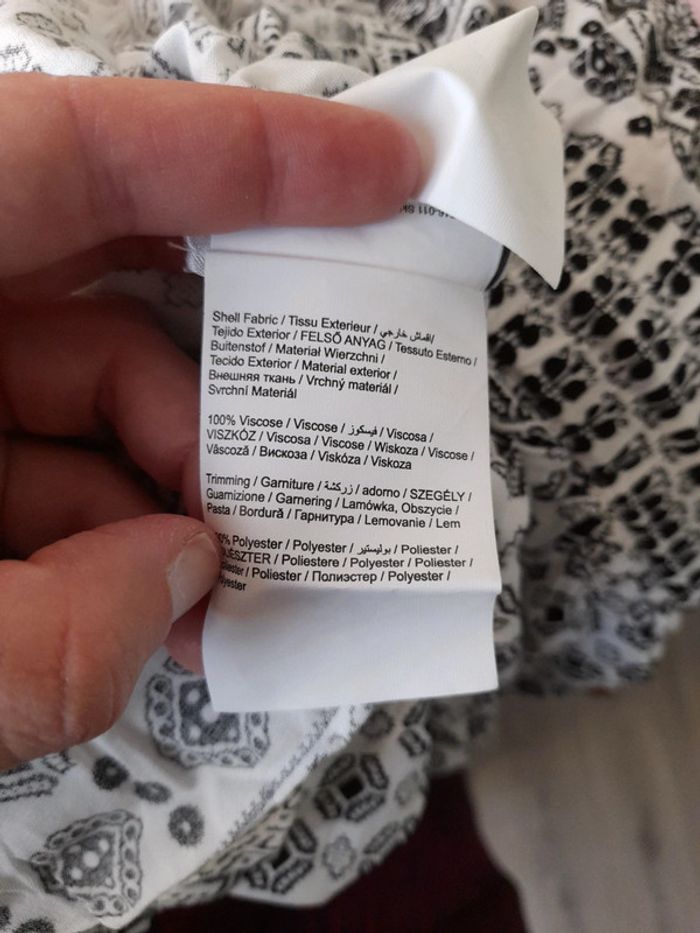 Shell Fabric / Tissu Exterieur / اقماش خارجي/
Tejido Exterior / FELSŐ ANYAG / Tessuto Esterno /
Buitenstof / Materiał Wierzchni /
Tecido Exterior / Material exterior /
Внешняя ткань / Vrchný materiál /
Svrchní Materiál
100% Viscose / Viscose / فيسكوز / Viscosa /
VISZKÓZ / Viscosa / Viscose / Wiskoza / Viscose /
Vâscoză / Вискоза / Viskóza / Viskoza
Trimming / Garniture / زركشة / adorno / SZEGÉLY /
Guarnizione / Garnering / Lamówka, Obszycie /
Pasta / Bordură / Гарнитура / Lemovanie / Lem
Polyester / Polyester / بوليستير / Poliester /
Poliestere / Polyester / Poliester /
/ Poliester / Полиэстер / Polyester /